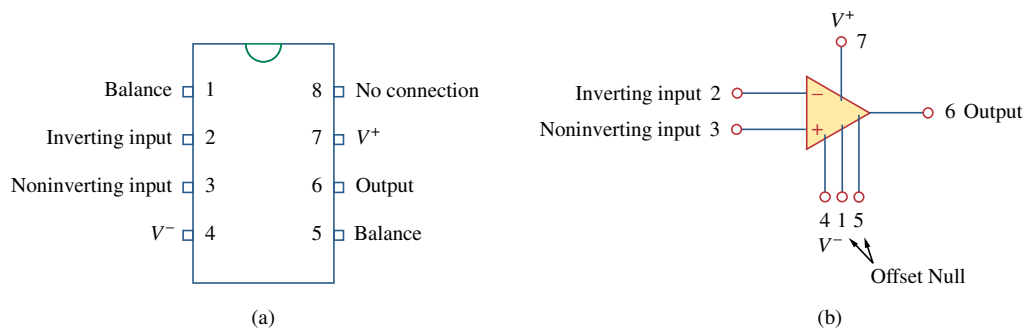 Balance 1 8 No connection
Inverting input 2 7 V+
Noninverting input 3 6 Output
V− 4 5 Balance
(a)
V+
7
Inverting input 2 − 6 Output
Noninverting input 3 +
4 1 5
V−
Offset Null
(b)